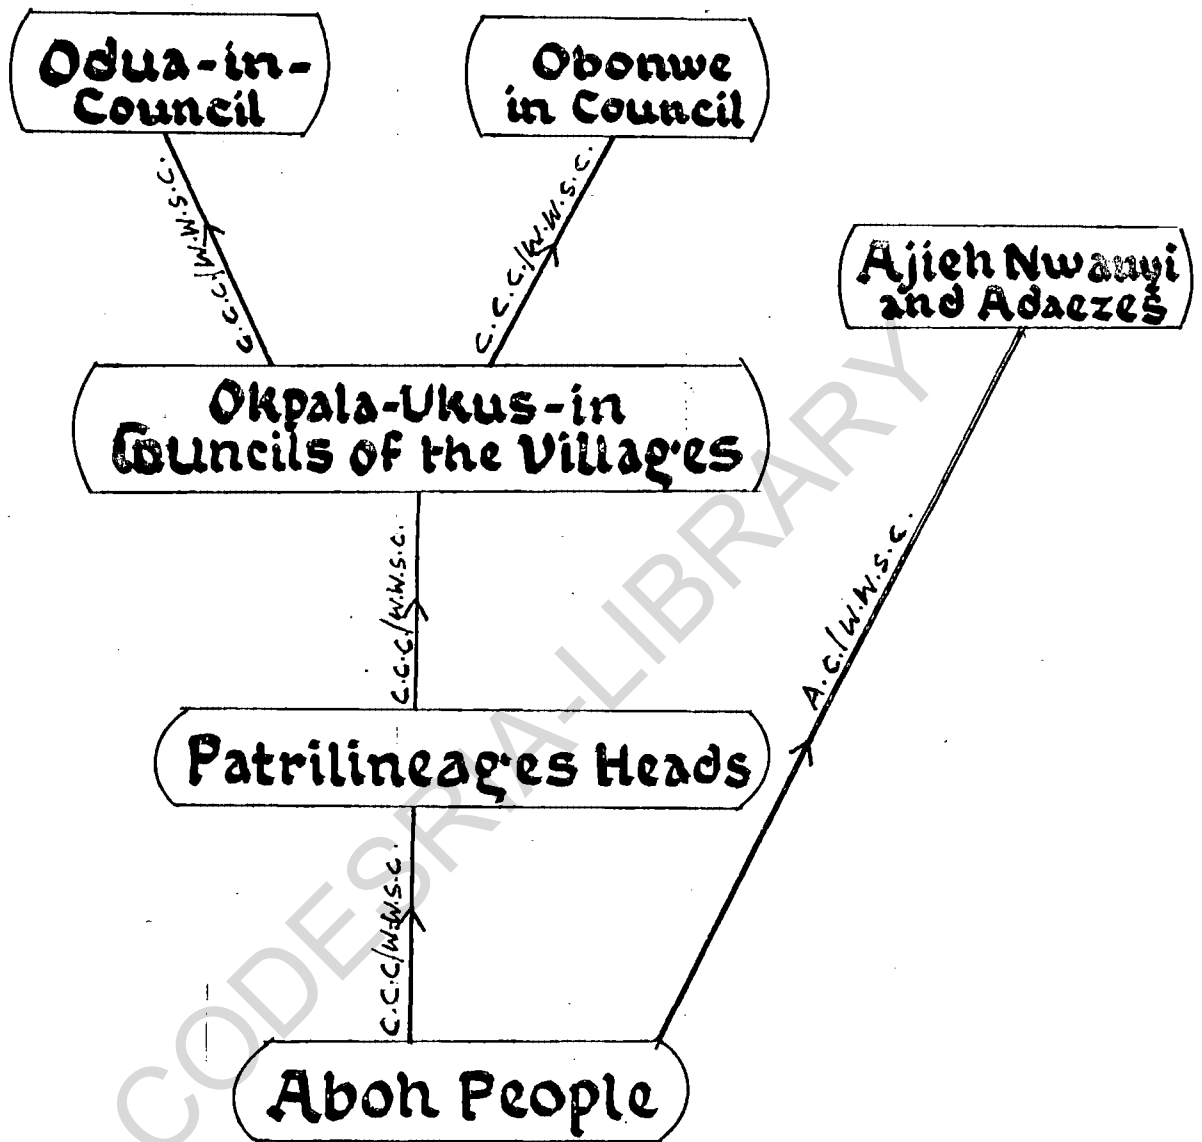 Odua-in-
Council
Obonwe
in Council
C.C.C/M.M.S.C.
C.C.C./W.W.S.C.
Ajieh Nwanyi
and Adaezes
Okpala-Ukus-in
Councils of the Villages
C.C.C/W.W.S.C.
A.C./W.W.S.C.
Patrilineages Heads
C.C.C/W.W.S.C.
Aboh People
CODESRIA-LIBRARY